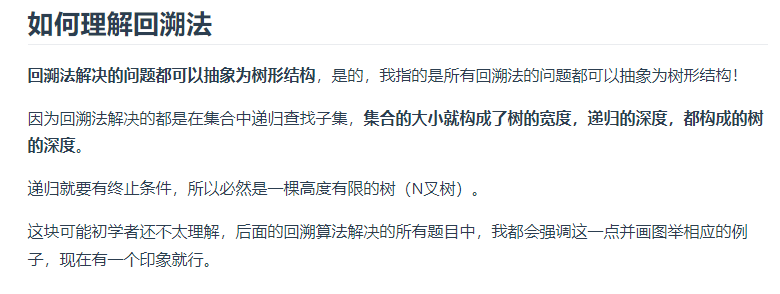 如何理解回溯法
回溯法解决的问题都可以抽象为树形结构，是的，我指的是所有回溯法的问题都可以抽象为树形结构！
因为回溯法解决的都是在集合中递归查找子集，集合的大小就构成了树的宽度，递归的深度，都构成的树
的深度。
递归就要有终止条件，所以必然是一棵高度有限的树（N叉树）。
这块可能初学者还不太理解，后面的回溯算法解决的所有题目中，我都会强调这一点并画图举相应的例
子，现在有一个印象就行。